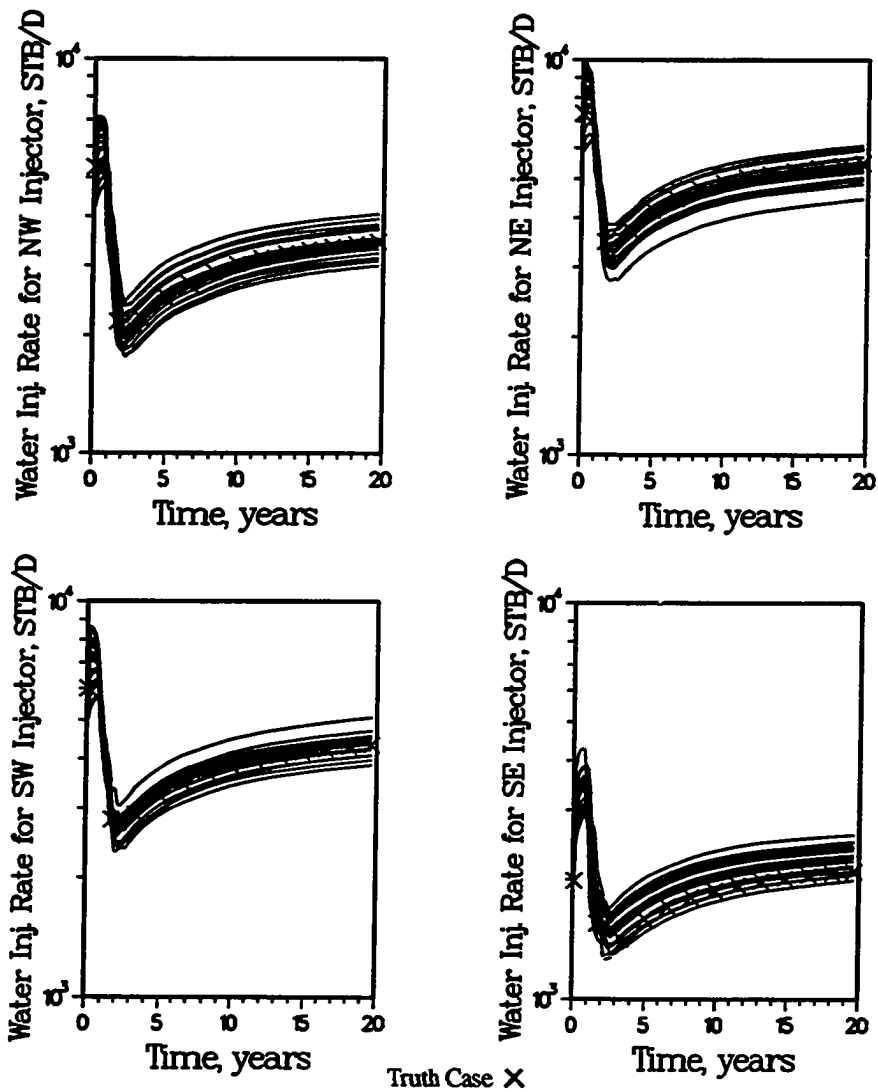 Water Inj. Rate for NW Injector, STB/D
10⁴
10³
0 5 10 15 20
Time, years
Water Inj. Rate for NE Injector, STB/D
10⁴
10³
0 5 10 15 20
Time, years
Water Inj. Rate for SW Injector, STB/D
10⁴
10³
0 5 10 15 20
Time, years
Water Inj. Rate for SE Injector, STB/D
10⁴
10³
0 5 10 15 20
Time, years
Truth Case ×